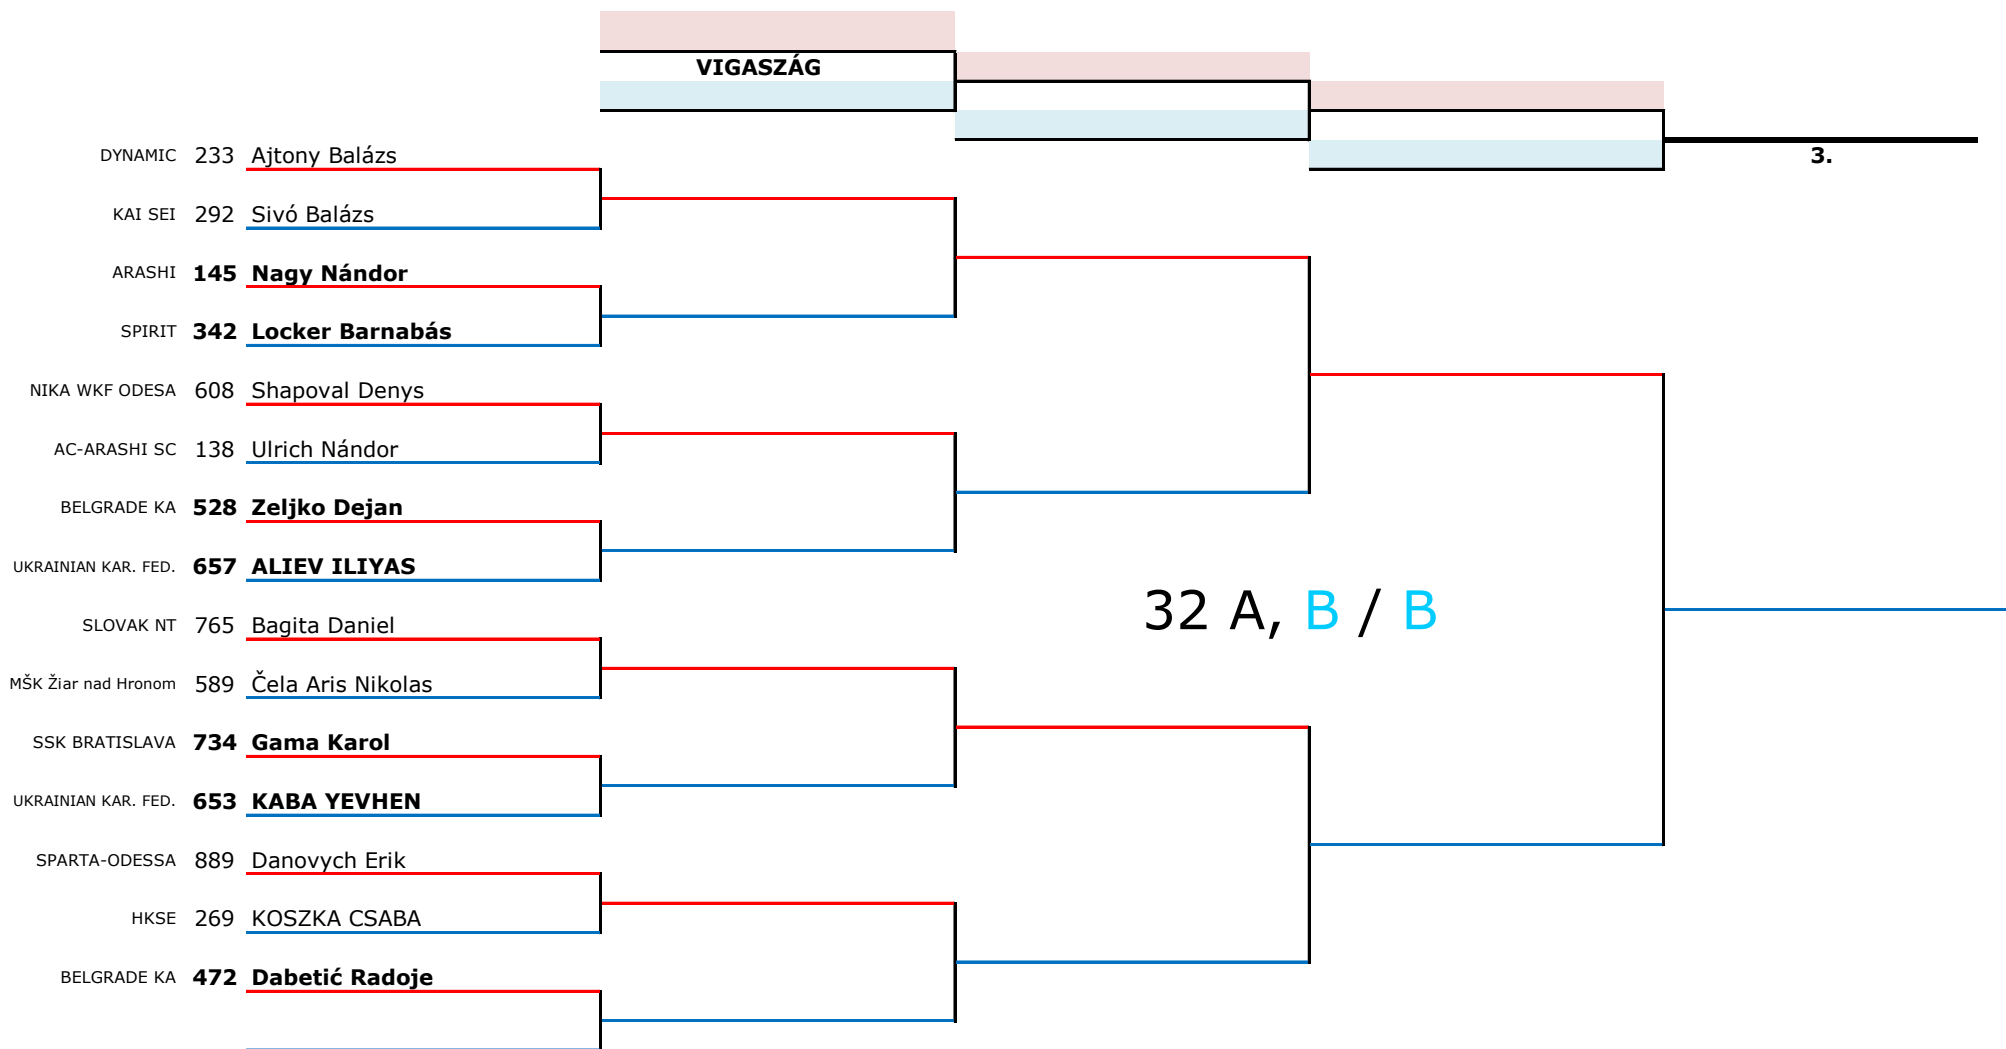 VIGASZÁG
3.
DYNAMIC 233 Ajtony Balázs
KAI SEI 292 Sivó Balázs
ARASHI 145 Nagy Nándor
SPIRIT 342 Locker Barnabás
NIKA WKF ODESA 608 Shapoval Denys
AC-ARASHI SC 138 Ulrich Nándor
BELGRADE KA 528 Zeljko Dejan
UKRAINIAN KAR. FED. 657 ALIEV ILIYAS
32 A, B / B
SLOVAK NT 765 Bagita Daniel
MŠK Žiar nad Hronom 589 Čela Aris Nikolas
SSK BRATISLAVA 734 Gama Karol
UKRAINIAN KAR. FED. 653 KABA YEVHEN
SPARTA-ODESSA 889 Danovych Erik
HKSE 269 KOSZKA CSABA
BELGRADE KA 472 Dabetić Radoje